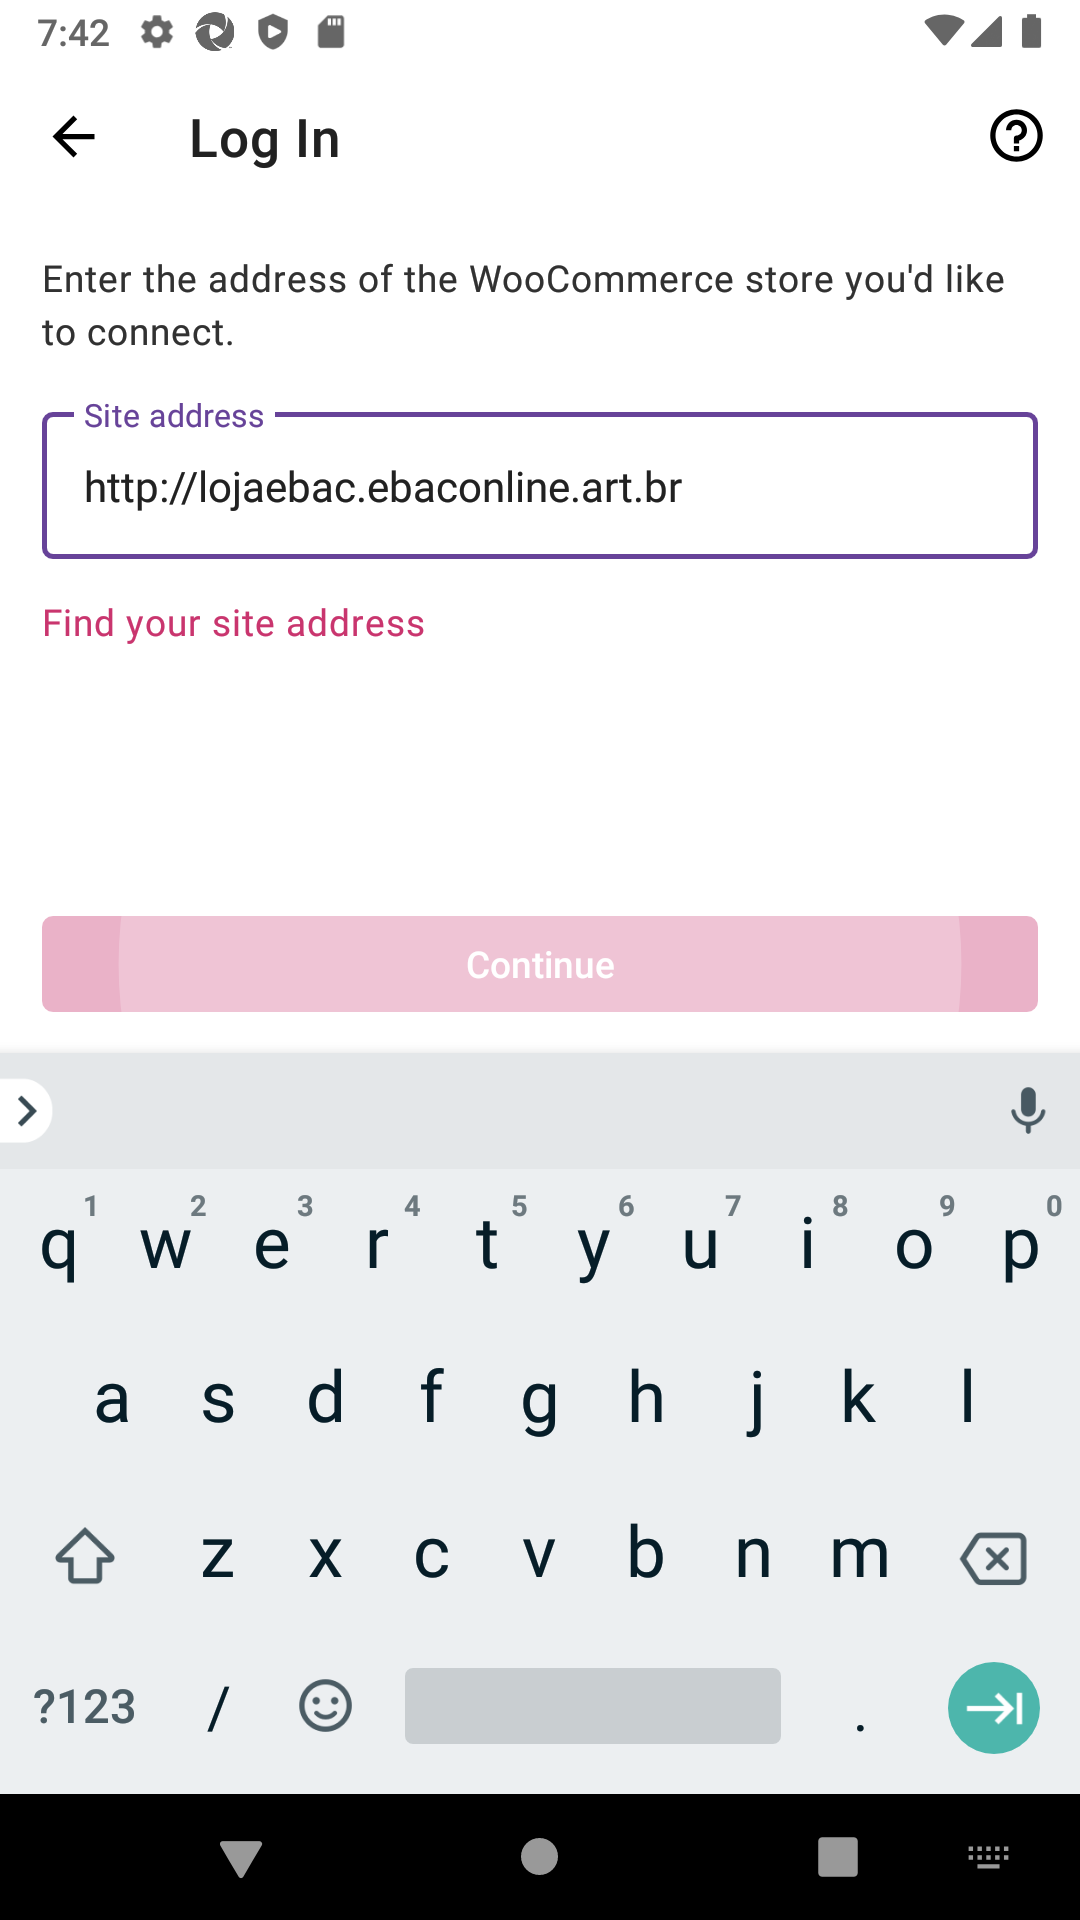 7:42
Log In
Enter the address of the WooCommerce store you'd like
to connect.
Site address
http://lojaebac.ebaconline.art.br
Find your site address
Continue
1 2 3 4 5 6 7 8 9 0
q w e r t y u i o p
a s d f g h j k l
z x c v b n m
?123 / .